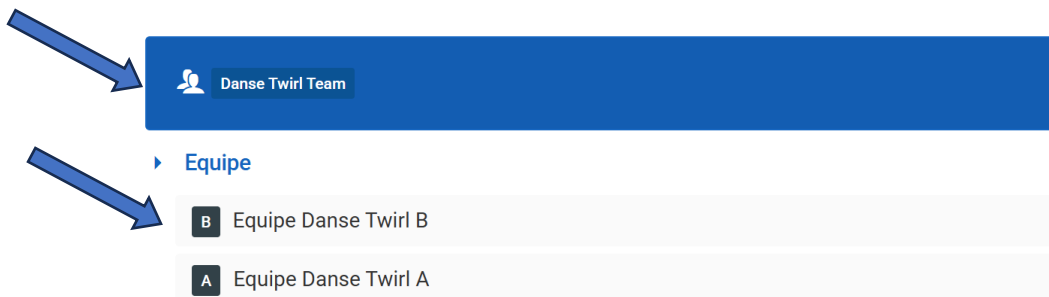 Danse Twirl Team
Equipe
B Equipe Danse Twirl B
A Equipe Danse Twirl A